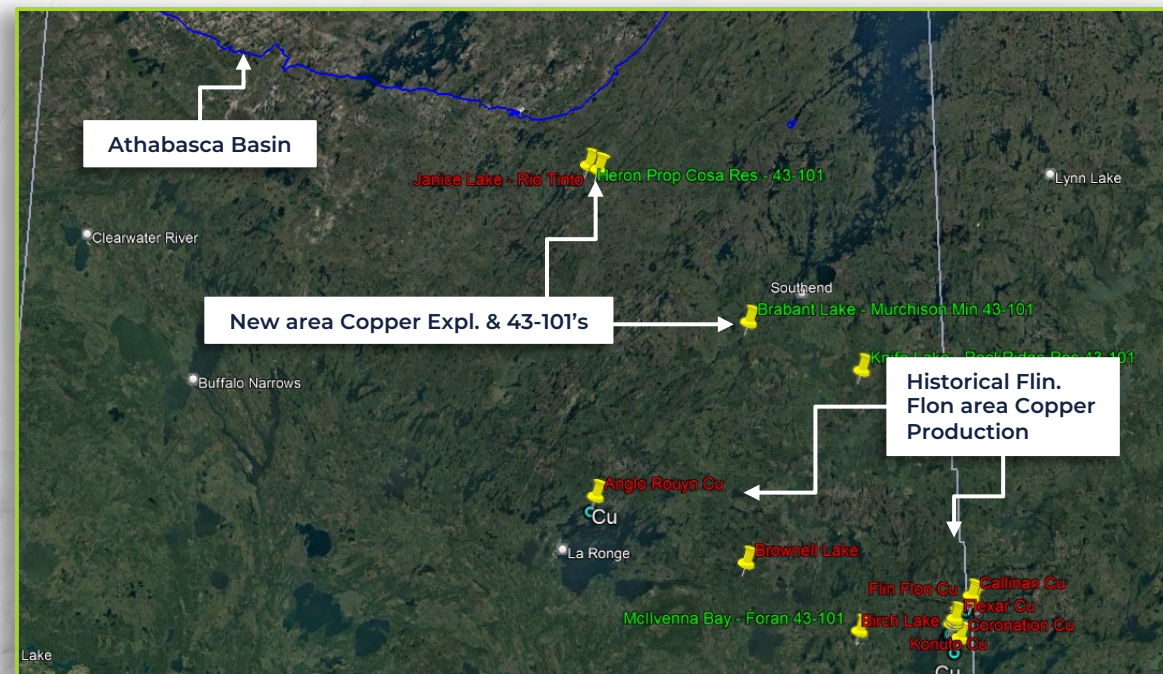 Athabasca Basin
Janice Lake - Rio Tinto
Heron Prop Cosa Res - 43-101
Lynn Lake
Clearwater River
Southend
Brabant Lake - Murchison Min 43-101
New area Copper Expl. & 43-101’s
Knife Lake - RockRidge Res 43-101
Buffalo Narrows
Historical Flin.
Flon area Copper
Production
Anglo Rouyn Cu
Cu
La Ronge
Brownell Lake
Flin Flon Cu
Callinan Cu
Flexar Cu
McIlvenna Bay - Foran 43-101
Birch Lake
Coronation Cu
Konuto Cu
Lake
Cu